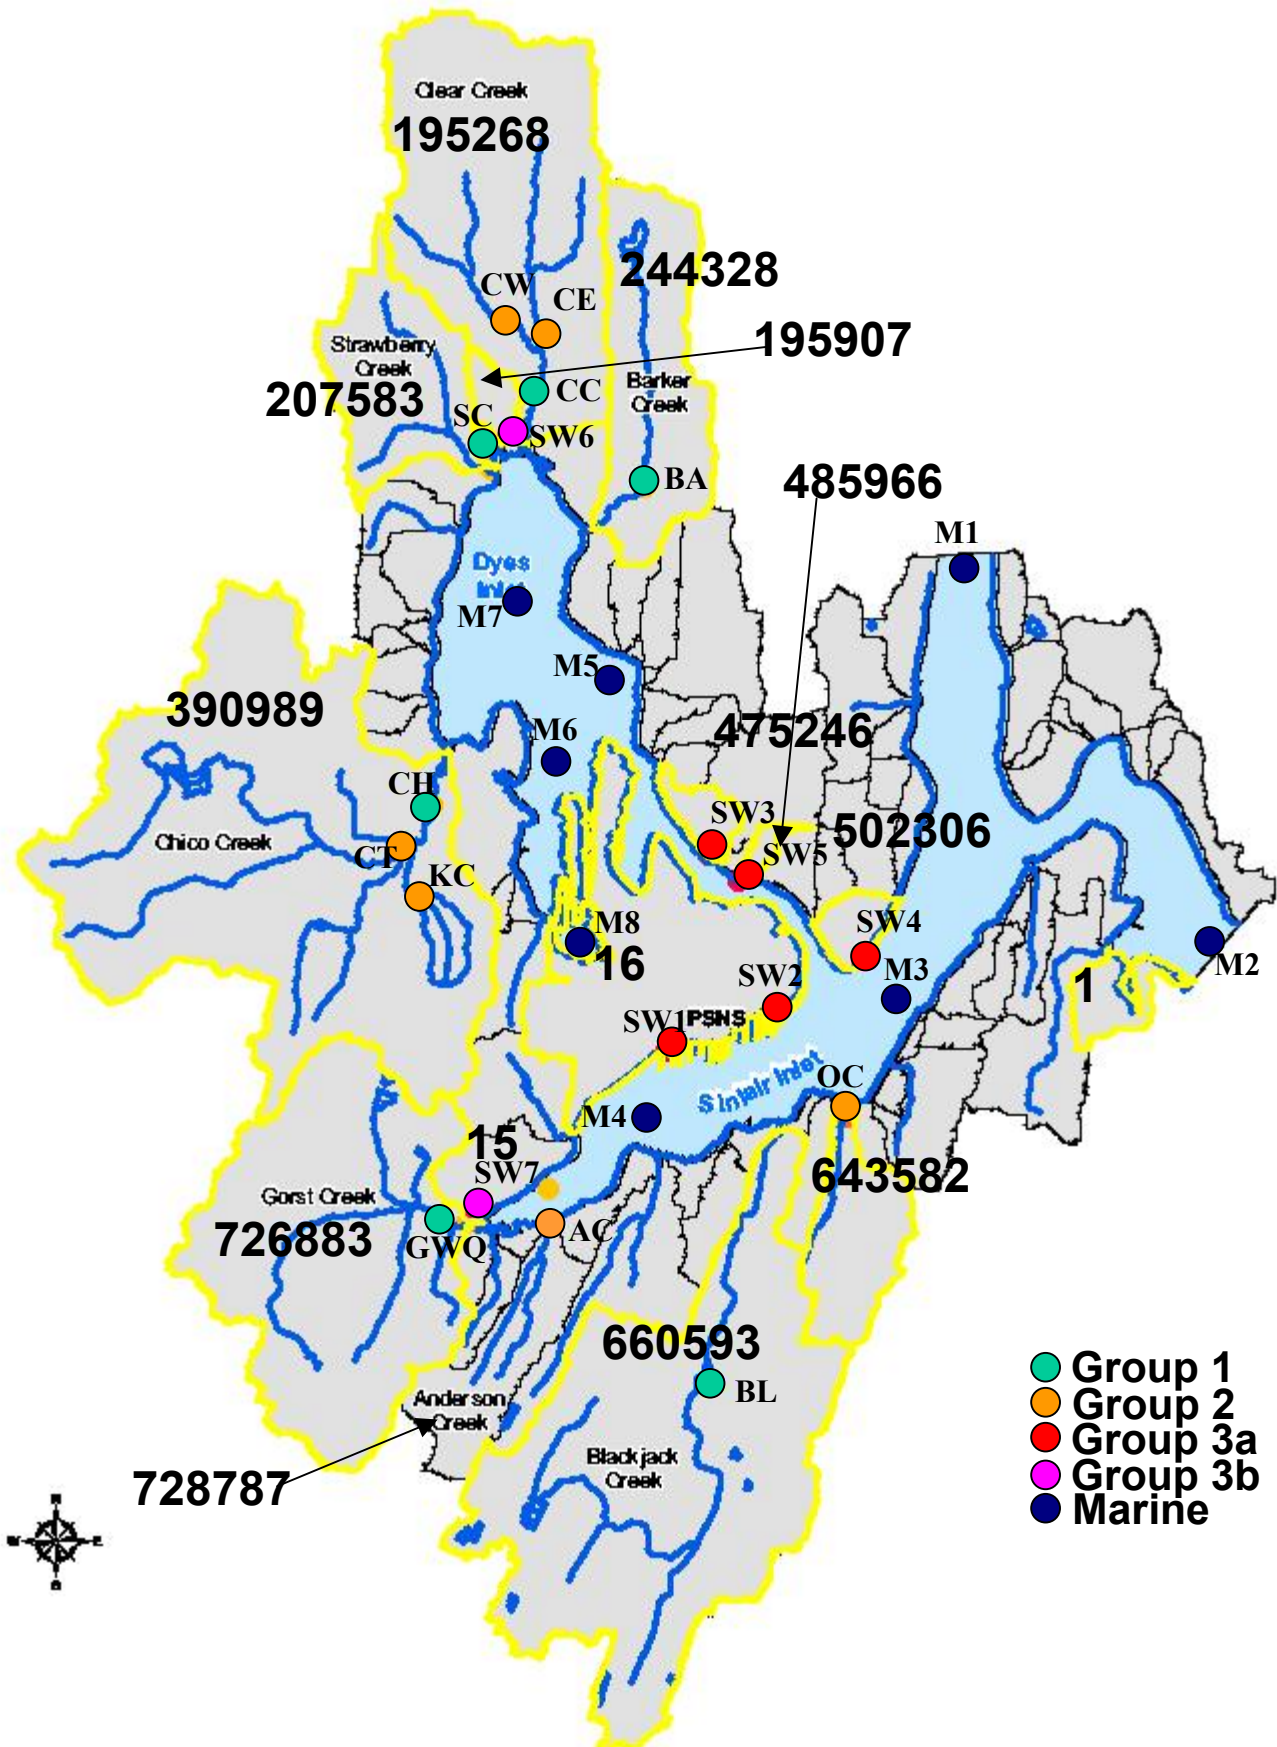 Clear Creek
195268
244328
CW
CE
195907
Strawberry
Creek
207583
CC
Barker
Creek
SC
SW6
BA
485966
M1
Dyes
Inlet
M7
M5
390989
475246
M6
CH
SW3
502306
Chico Creek
CT
SW5
KC
M8
16
SW4
M3
M2
1
SW2
PSNS
SW1
Sinclair Inlet
OC
M4
15
SW7
643582
Gorst Creek
726883
GWQ
AC
660593
BL
Anderson
Creek
728787
Blackjack
Creek
Group 1
Group 2
Group 3a
Group 3b
Marine